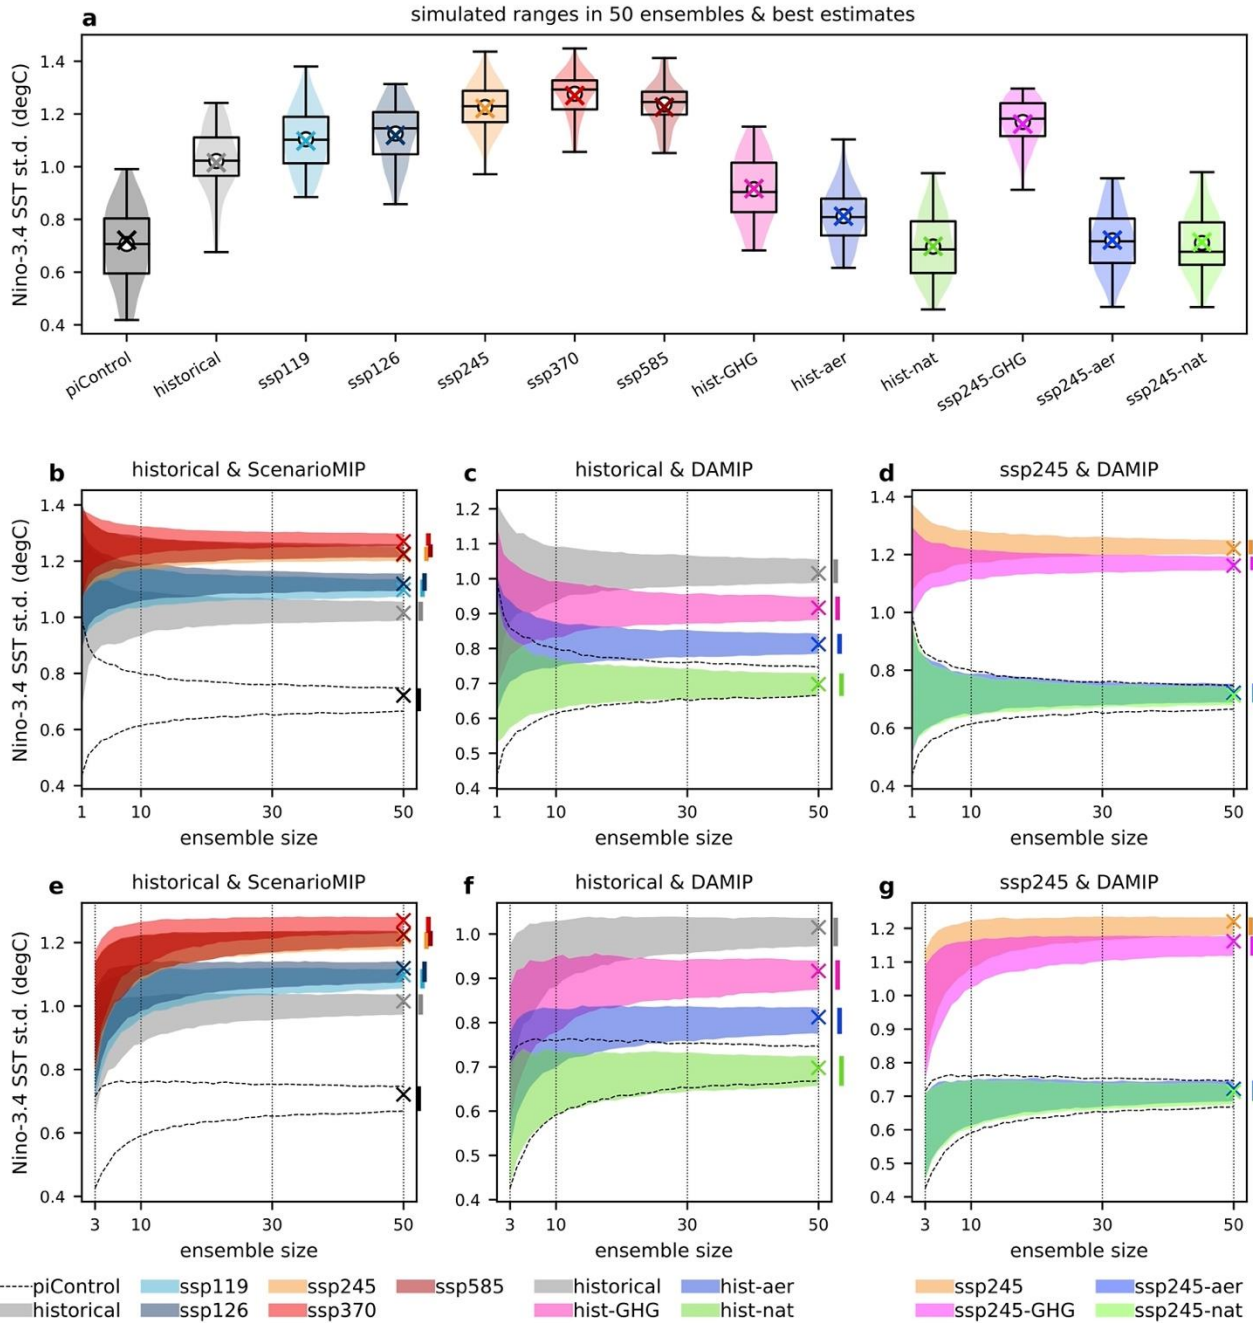 a simulated ranges in 50 ensembles & best estimates
Nino-3.4 SST st.d. (degC)
1.4
1.2
1.0
0.8
0.6
0.4
piControl historical ssp119 ssp126 ssp245 ssp370 ssp585 hist-GHG hist-aer hist-nat ssp245-GHG ssp245-aer ssp245-nat
b historical & ScenarioMIP
Nino-3.4 SST st.d. (degC)
1.4
1.2
1.0
0.8
0.6
0.4
1 10 30 50
ensemble size
c historical & DAMIP
1.2
1.1
1.0
0.9
0.8
0.7
0.6
0.5
0.4
1 10 30 50
ensemble size
d ssp245 & DAMIP
1.4
1.2
1.0
0.8
0.6
0.4
1 10 30 50
ensemble size
e historical & ScenarioMIP
Nino-3.4 SST st.d. (degC)
1.2
1.0
0.8
0.6
0.4
3 10 30 50
ensemble size
f historical & DAMIP
1.0
0.9
0.8
0.7
0.6
0.5
0.4
3 10 30 50
ensemble size
g ssp245 & DAMIP
1.2
1.1
1.0
0.9
0.8
0.7
0.6
0.5
0.4
3 10 30 50
ensemble size
piControl ssp119 ssp245 ssp585 historical hist-aer ssp245 ssp245-aer
historical ssp126 ssp370 hist-GHG hist-nat ssp245-GHG ssp245-nat